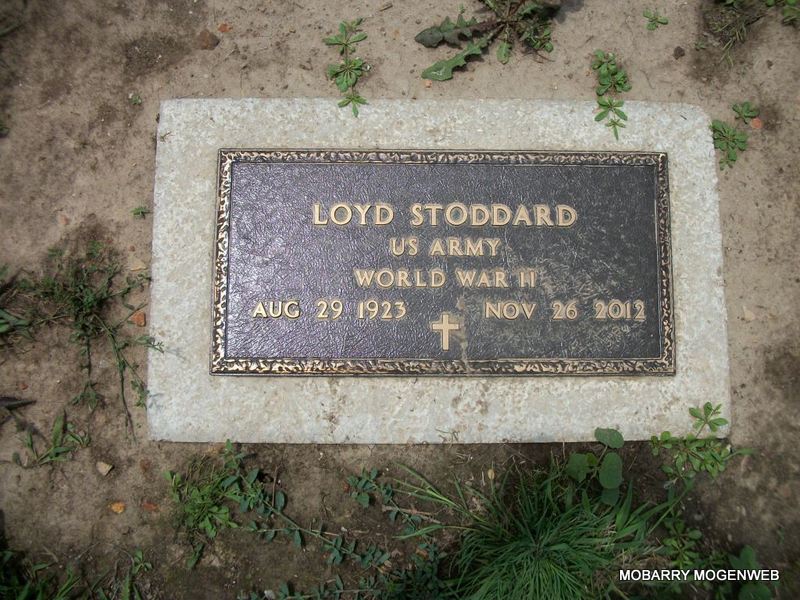 LOYD STODDARD
US ARMY
WORLD WAR II
AUG 29 1923 NOV 26 2012
MOBARRY MOGENWEB